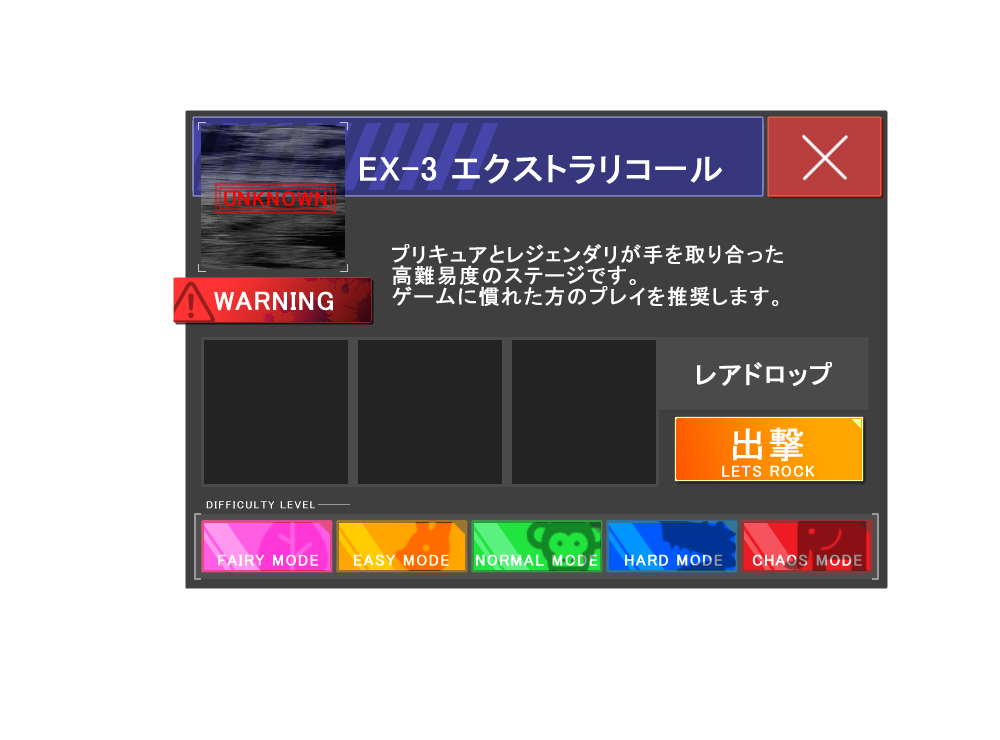 EX-3 エクストラリコール
UNKNOWN
プリキュアとレジェンダリが手を取り合った
高難易度のステージです。
ゲームに慣れた方のプレイを推奨します。
WARNING
レアドロップ
出撃
LETS ROCK
DIFFICULTY LEVEL
FAIRY MODE
EASY MODE
NORMAL MODE
HARD MODE
CHAOS MODE